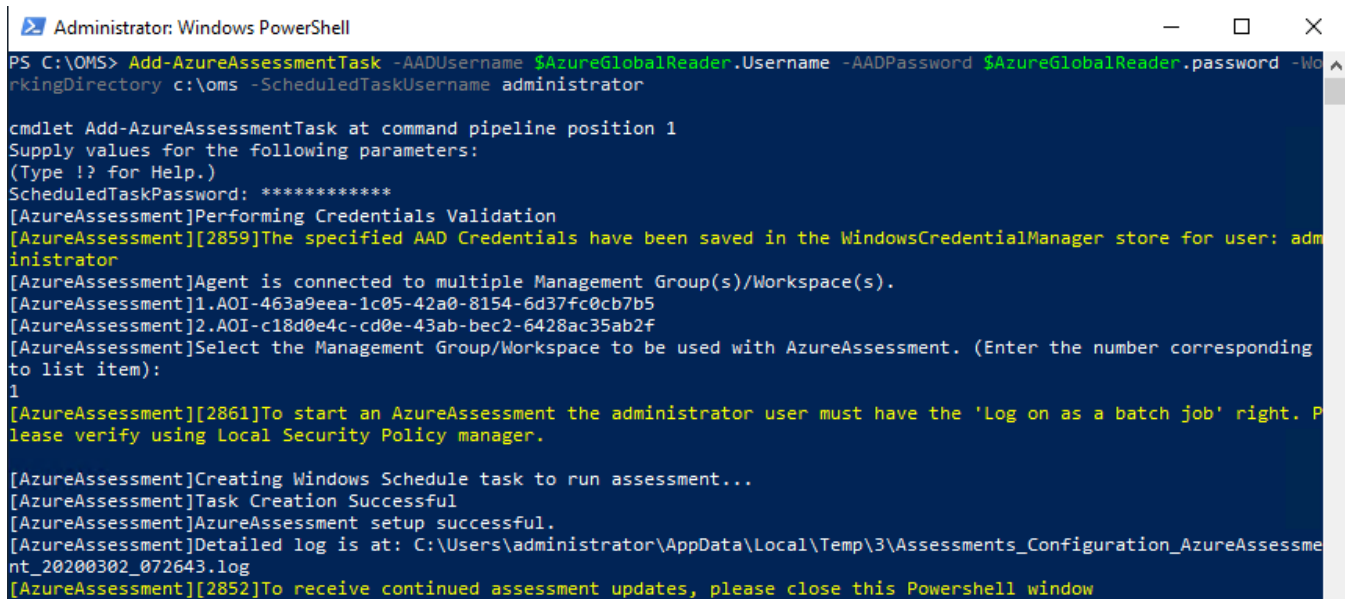 Administrator: Windows PowerShell
PS C:\OMS> Add-AzureAssessmentTask -AADUsername $AzureGlobalReader.Username -AADPassword $AzureGlobalReader.password -Wo
rkingDirectory c:\oms -ScheduledTaskUsername administrator
cmdlet Add-AzureAssessmentTask at command pipeline position 1
Supply values for the following parameters:
(Type !? for Help.)
ScheduledTaskPassword: ************
[AzureAssessment]Performing Credentials Validation
[AzureAssessment][2859]The specified AAD Credentials have been saved in the WindowsCredentialManager store for user: adm
inistrator
[AzureAssessment]Agent is connected to multiple Management Group(s)/Workspace(s).
[AzureAssessment]1.AOI-463a9eea-1c05-42a0-8154-6d37fc0cb7b5
[AzureAssessment]2.AOI-c18d0e4c-cd0e-43ab-bec2-6428ac35ab2f
[AzureAssessment]Select the Management Group/Workspace to be used with AzureAssessment. (Enter the number corresponding
to list item):
1
[AzureAssessment][2861]To start an AzureAssessment the administrator user must have the 'Log on as a batch job' right. P
lease verify using Local Security Policy manager.
[AzureAssessment]Creating Windows Schedule task to run assessment...
[AzureAssessment]Task Creation Successful
[AzureAssessment]AzureAssessment setup successful.
[AzureAssessment]Detailed log is at: C:\Users\administrator\AppData\Local\Temp\3\Assessments_Configuration_AzureAssessme
nt_20200302_072643.log
[AzureAssessment][2852]To receive continued assessment updates, please close this Powershell window